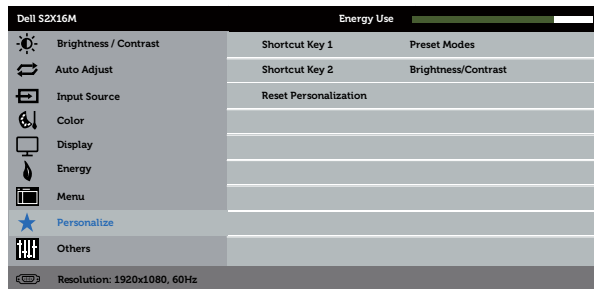 Dell S2X16M Energy Use
Brightness / Contrast Shortcut Key 1 Preset Modes
Auto Adjust Shortcut Key 2 Brightness/Contrast
Input Source Reset Personalization
Color
Display
Energy
Menu
Personalize
Others
Resolution: 1920x1080, 60Hz